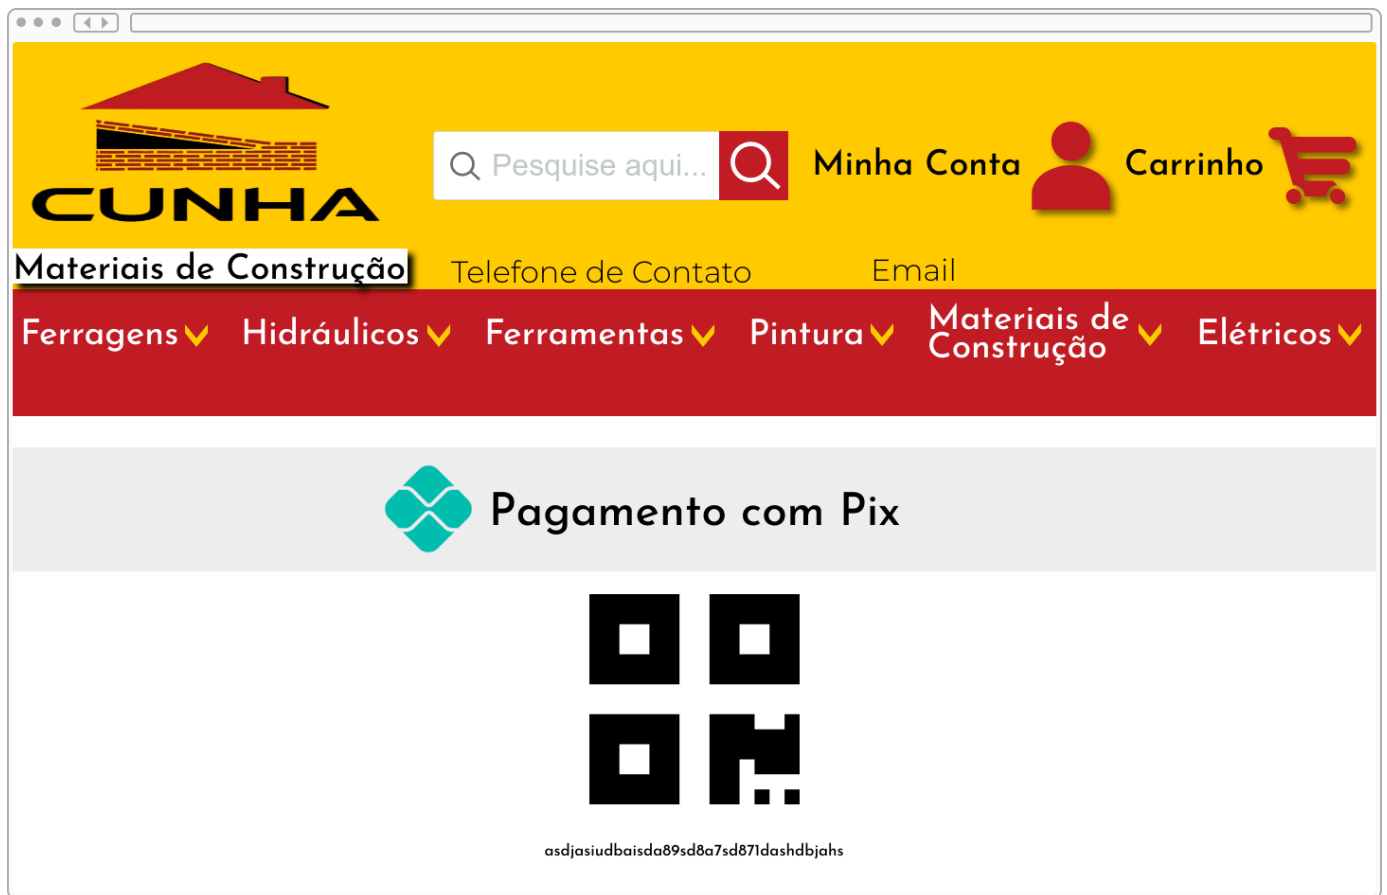 CUNHA
Materiais de Construção
Pesquise aqui...
Minha Conta
Carrinho
Telefone de Contato
Email
Ferragens
Hidráulicos
Ferramentas
Pintura
Materiais de
Construção
Elétricos
Pagamento com Pix
asdjasiudbaisda89sd8a7sd871dashdbjahs